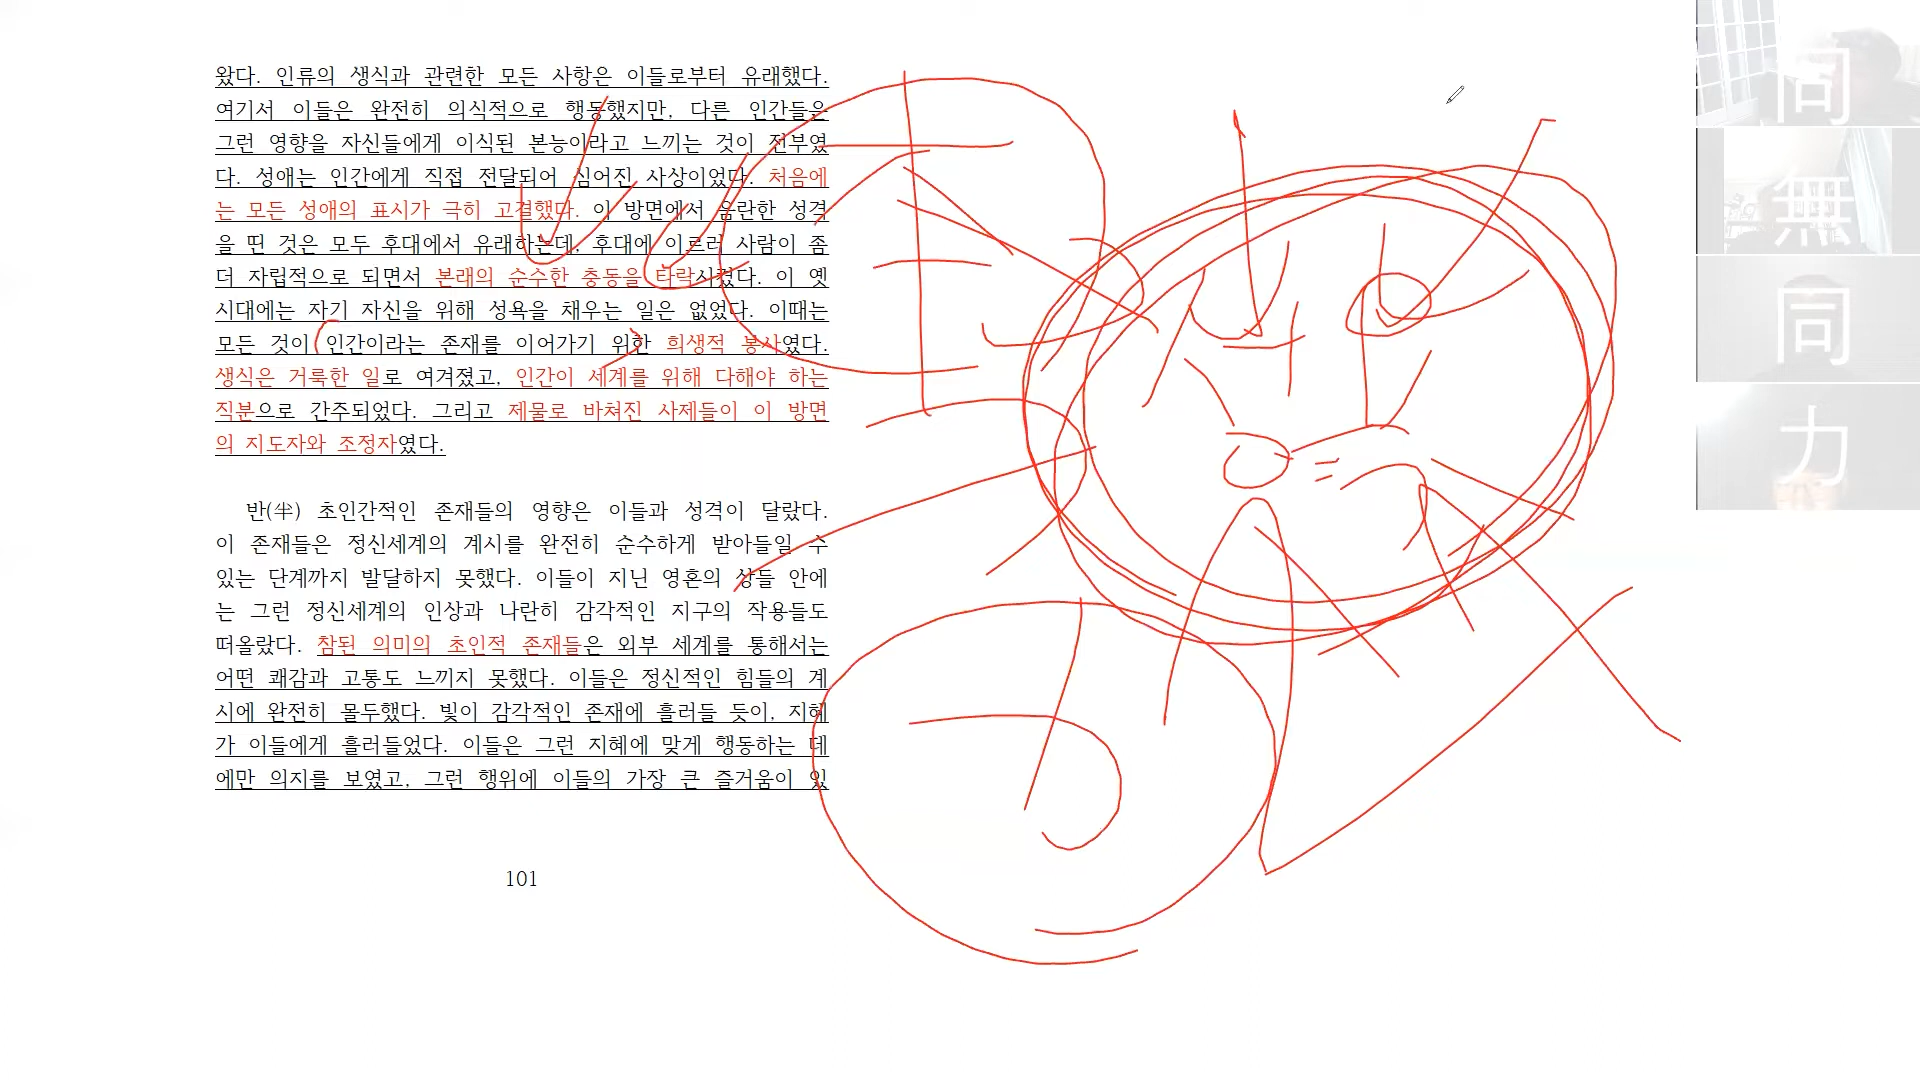 왔다. 인류의 생식과 관련한 모든 사항은 이들로부터 유래했다.
여기서 이들은 완전히 의식적으로 행동했지만, 다른 인간들은
그런 영향을 자신들에게 이식된 본능이라고 느끼는 것이 전부였
다. 성애는 인간에게 직접 전달되어 심어진 사상이었다. 처음에
는 모든 성애의 표시가 극히 고결했다. 이 방면에서 음란한 성격
을 띤 것은 모두 후대에서 유래하는데, 후대에 이르러 사람이 좀
더 자립적으로 되면서 본래의 순수한 충동을 타락시켰다. 이 옛
시대에는 자기 자신을 위해 성욕을 채우는 일은 없었다. 이때는
모든 것이 인간이라는 존재를 이어가기 위한 희생적 봉사였다.
생식은 거룩한 일로 여겨졌고, 인간이 세계를 위해 다해야 하는
직분으로 간주되었다. 그리고 제물로 바쳐진 사제들이 이 방면
의 지도자와 조정자였다.
반(半) 초인간적인 존재들의 영향은 이들과 성격이 달랐다.
이 존재들은 정신세계의 계시를 완전히 순수하게 받아들일 수
있는 단계까지 발달하지 못했다. 이들이 지닌 영혼의 상들 안에
는 그런 정신세계의 인상과 나란히 감각적인 지구의 작용들도
떠올랐다. 참된 의미의 초인적 존재들은 외부 세계를 통해서는
어떤 쾌감과 고통도 느끼지 못했다. 이들은 정신적인 힘들의 계
시에 완전히 몰두했다. 빛이 감각적인 존재에 흘러들 듯이, 지혜
가 이들에게 흘러들었다. 이들은 그런 지혜에 맞게 행동하는 데
에만 의지를 보였고, 그런 행위에 이들의 가장 큰 즐거움이 있
101
同
無
同
力